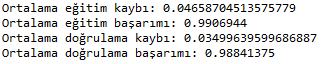 Ortalama eğitim kaybı: 0.04658704513575779
Ortalama eğitim başarımı: 0.9906944
Ortalama doğrulama kaybı: 0.03499639599686887
Ortalama doğrulama başarımı: 0.98841375